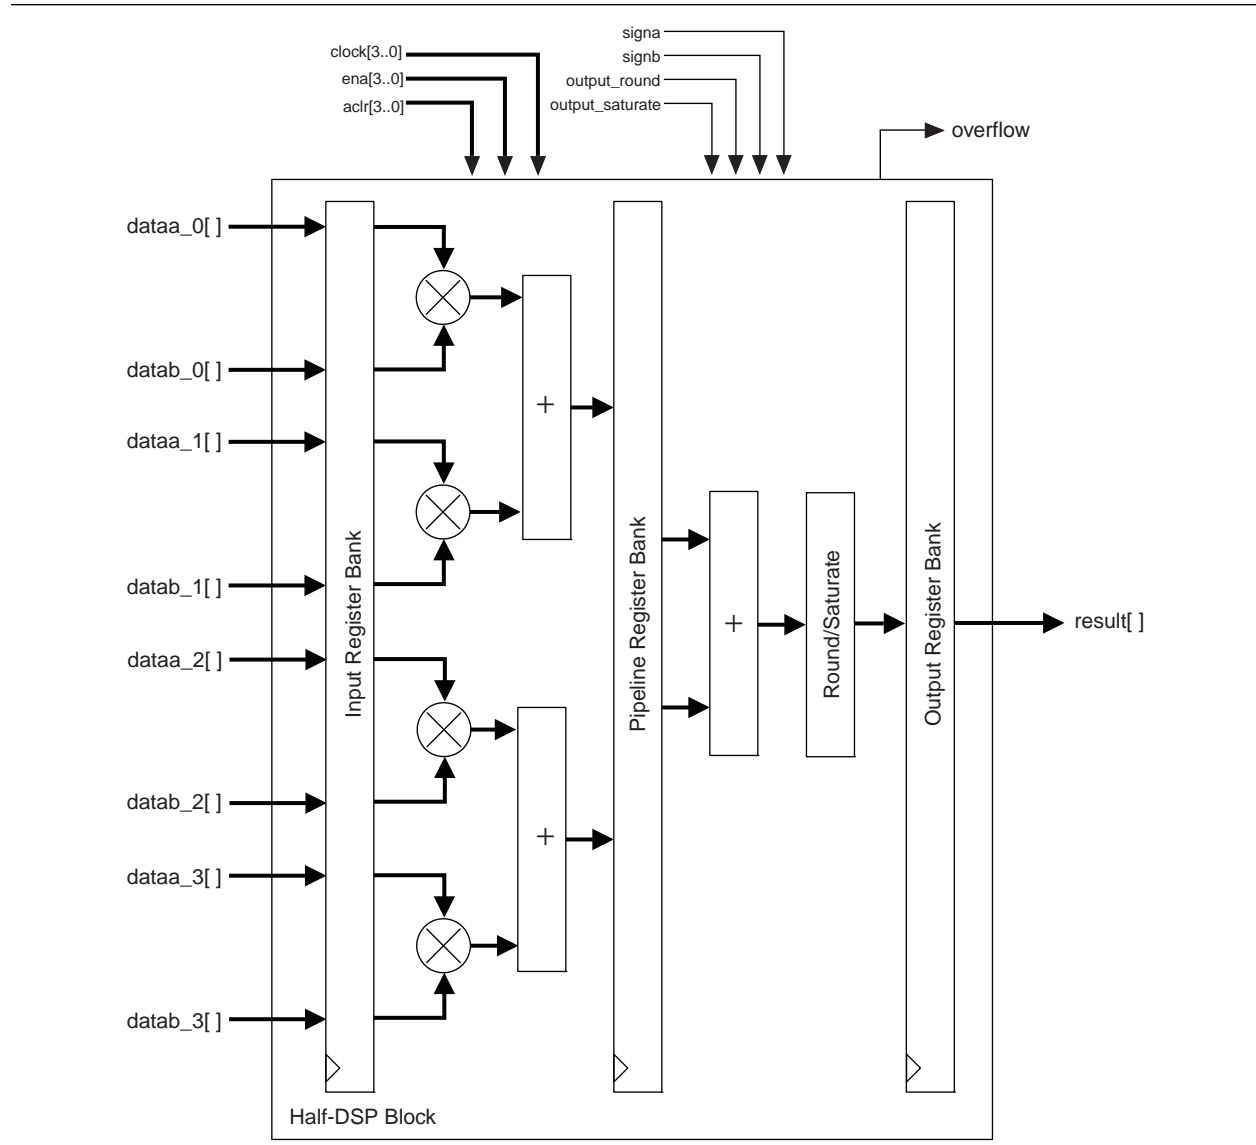 clock[3..0]
ena[3..0]
aclr[3..0]
signa
signb
output_round
output_saturate
overflow
dataa_0[ ]
datab_0[ ]
dataa_1[ ]
datab_1[ ]
dataa_2[ ]
datab_2[ ]
dataa_3[ ]
datab_3[ ]
Input Register Bank
+
+
Pipeline Register Bank
+
Round/Saturate
Output Register Bank
result[ ]
Half-DSP Block